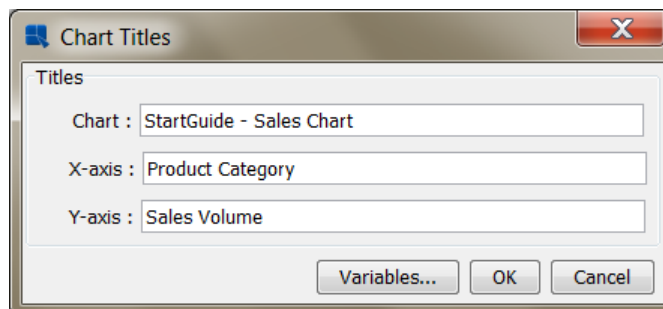 Chart Titles
Titles
Chart : StartGuide - Sales Chart
X-axis : Product Category
Y-axis : Sales Volume
Variables... OK Cancel